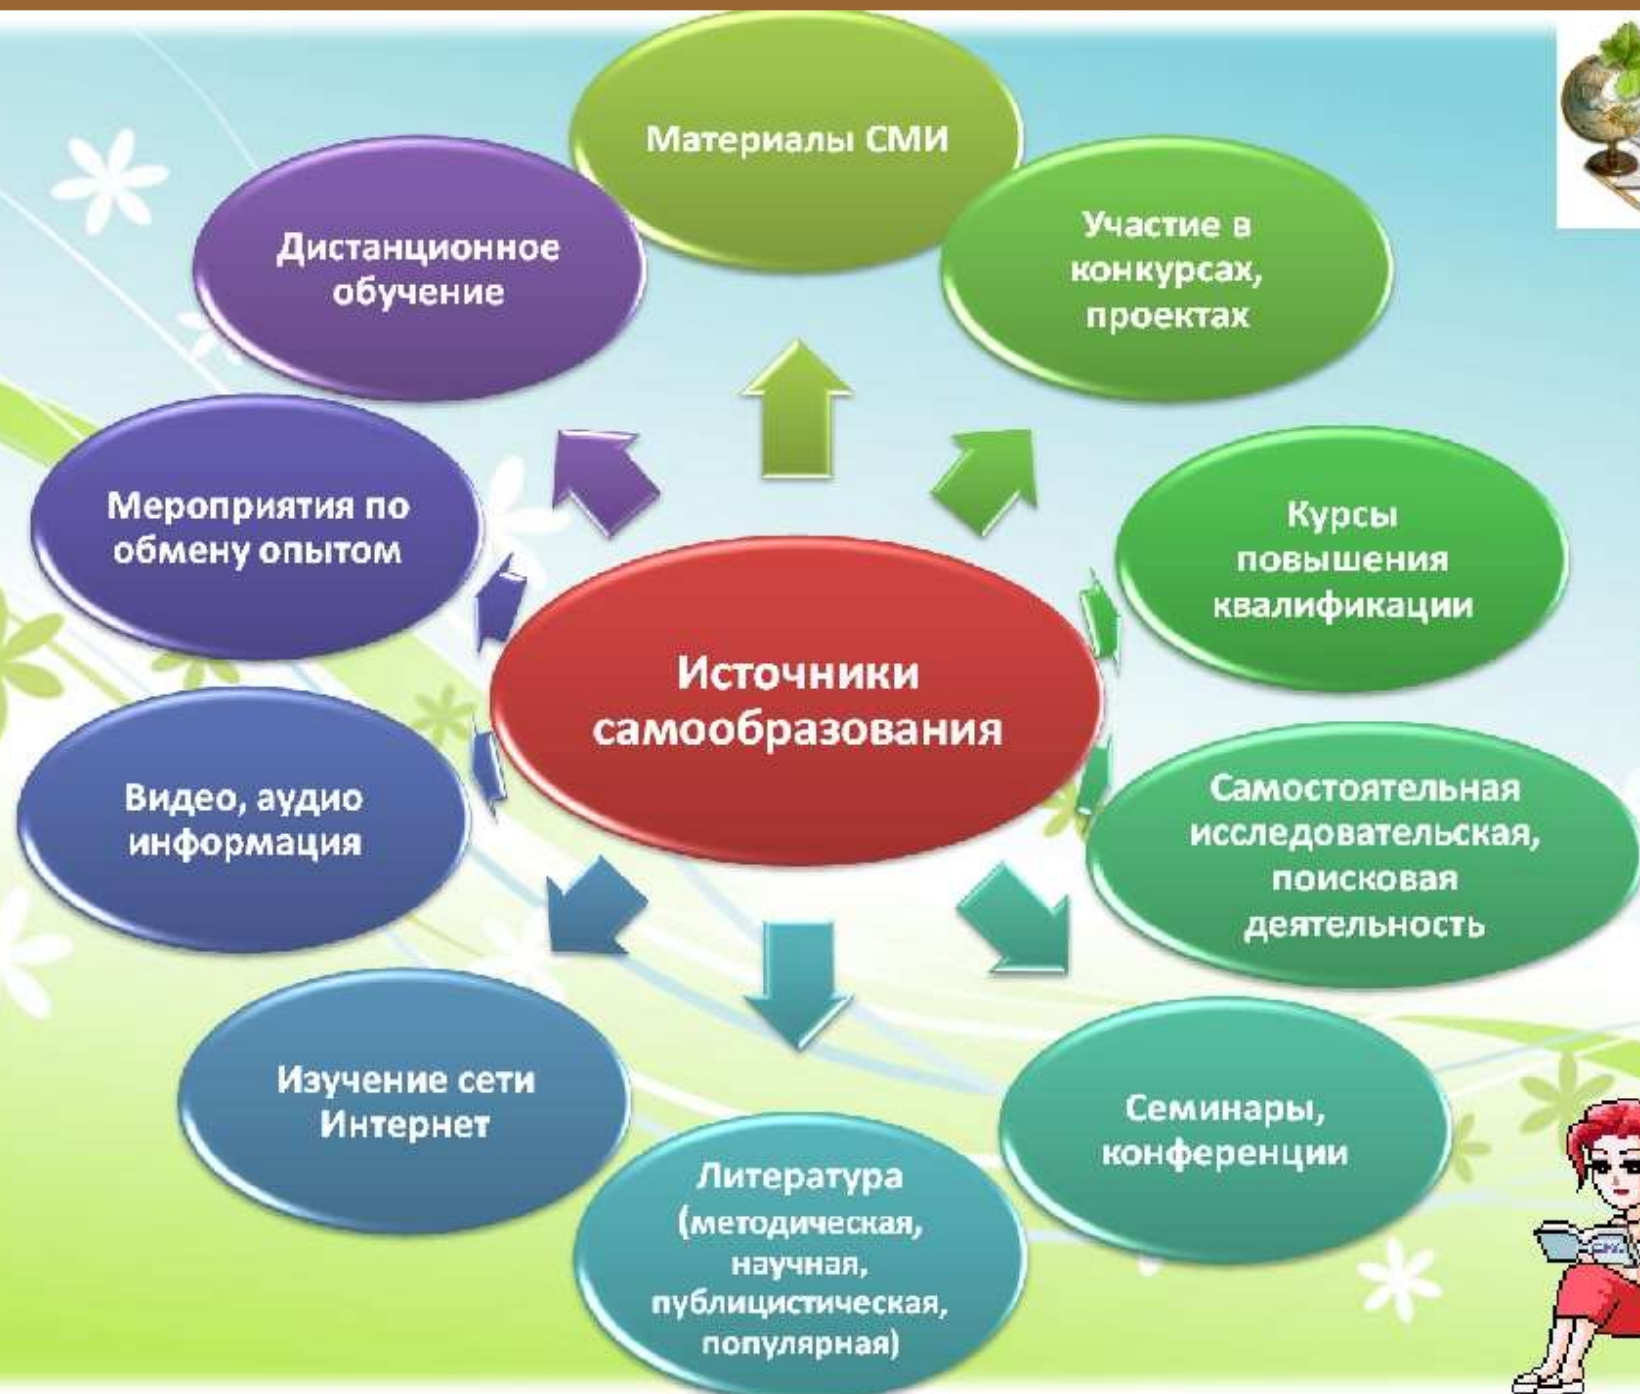 Материалы СМИ
Участие в
конкурсах,
проектах
Курсы
повышения
квалификации
Самостоятельная
исследовательская,
поисковая
деятельность
Семинары,
конференции
Литература
(методическая,
научная,
публицистическая,
популярная)
Изучение сети
Интернет
Видео, аудио
информация
Мероприятия по
обмену опытом
Дистанционное
обучение
Источники
самообразования